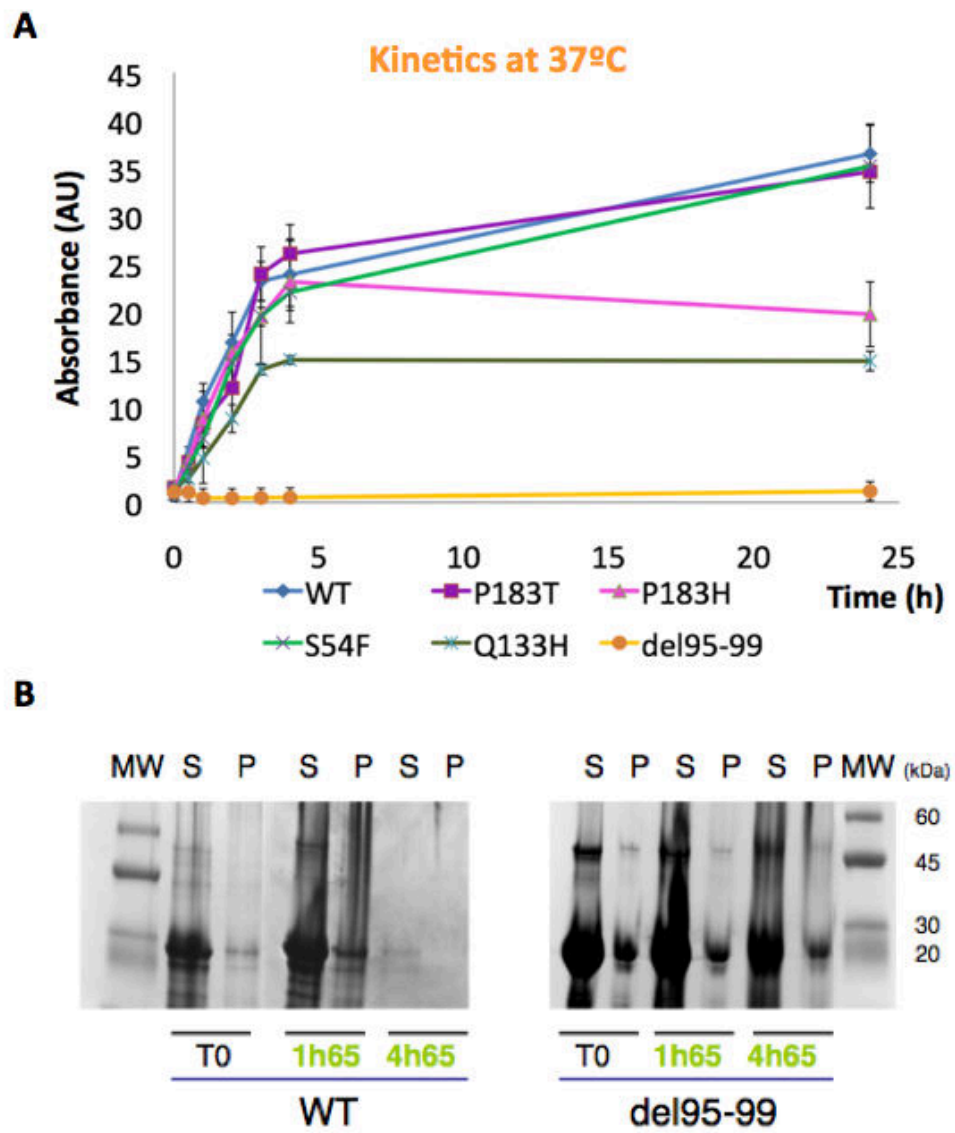 A
Kinetics at 37ºC
Absorbance (AU)
45
40
35
30
25
20
15
10
5
0
0 5 10 15 20 25
Time (h)
WT P183T P183H
S54F Q133H del95-99
B
MW S P S P S P S P S P S P MW (kDa)
60
45
30
20
T0 1h65 4h65 T0 1h65 4h65
WT del95-99